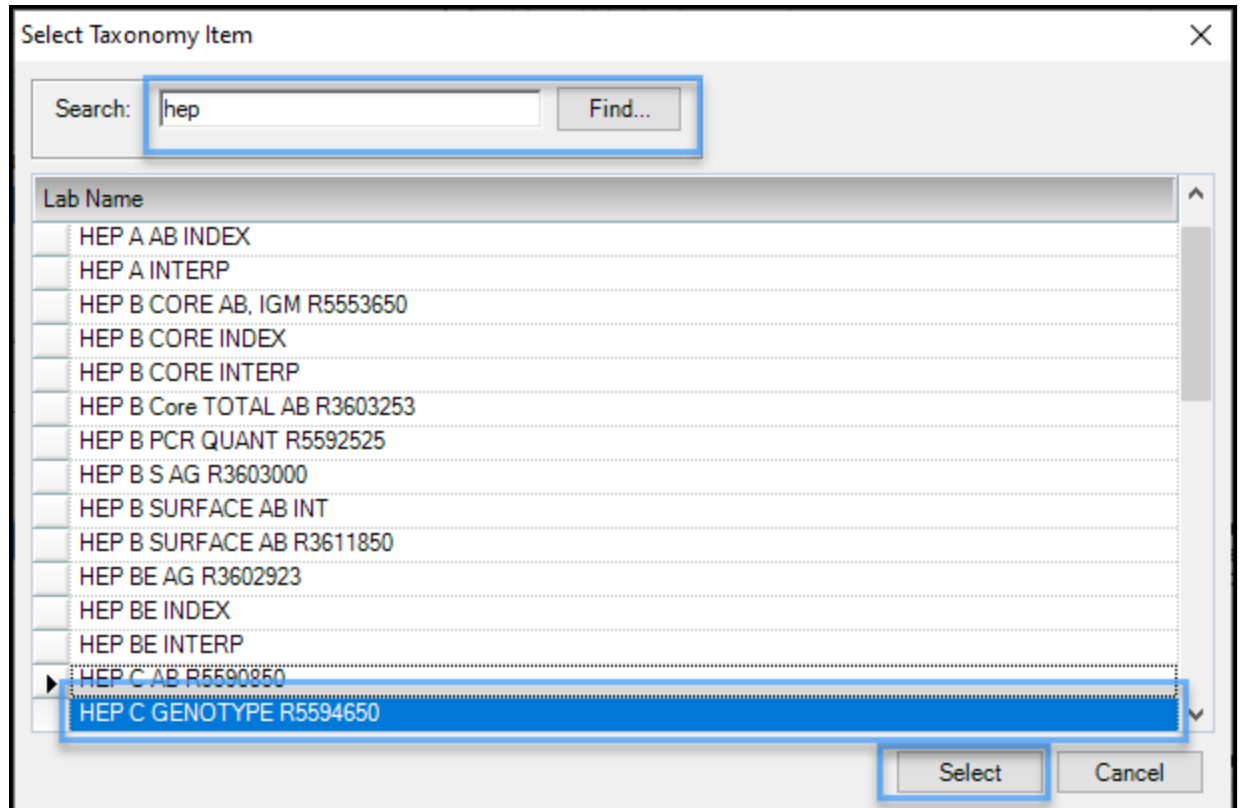 Select Taxonomy Item
Search: hep Find...
Lab Name
HEP A AB INDEX
HEP A INTERP
HEP B CORE AB, IGM R5553650
HEP B CORE INDEX
HEP B CORE INTERP
HEP B Core TOTAL AB R3603253
HEP B PCR QUANT R5592525
HEP B S AG R3603000
HEP B SURFACE AB INT
HEP B SURFACE AB R3611850
HEP BE AG R3602923
HEP BE INDEX
HEP BE INTERP
HEP C AB R5590850
HEP C GENOTYPE R5594650
Select Cancel